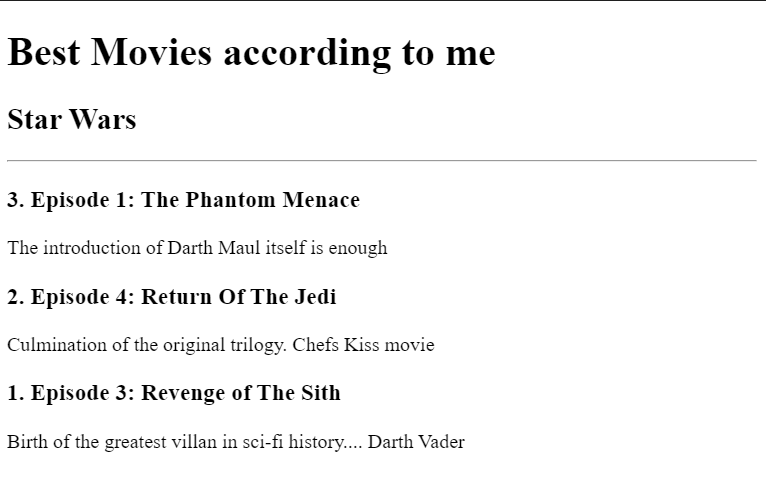 Best Movies according to me
Star Wars
3. Episode 1: The Phantom Menace
The introduction of Darth Maul itself is enough
2. Episode 4: Return Of The Jedi
Culmination of the original trilogy. Chefs Kiss movie
1. Episode 3: Revenge of The Sith
Birth of the greatest villan in sci-fi history.... Darth Vader